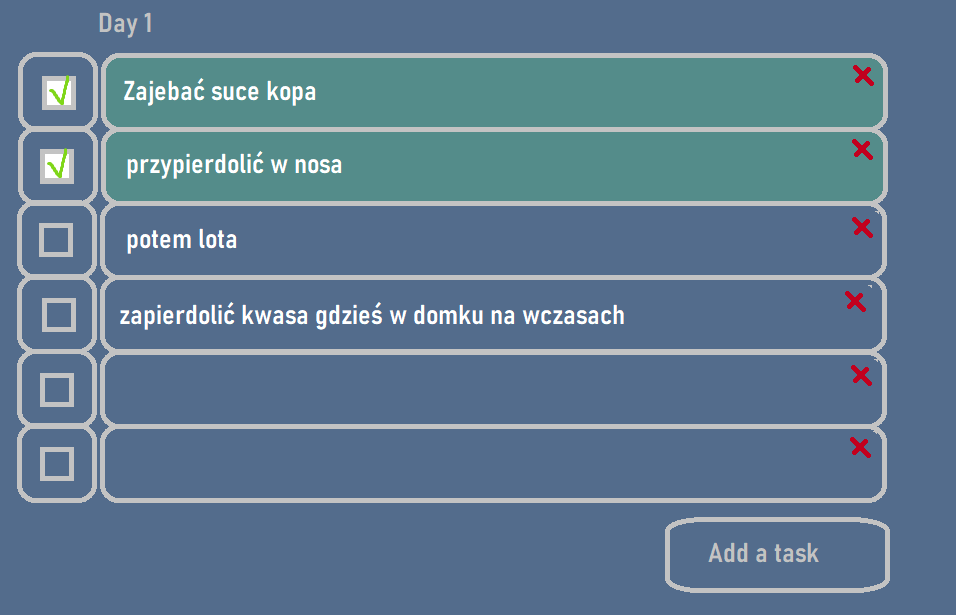 Day 1
Zajebać suce kopa
przypierdolić w nosa
potem lota
zapierdolić kwasa gdzieś w domku na wczasach
Add a task